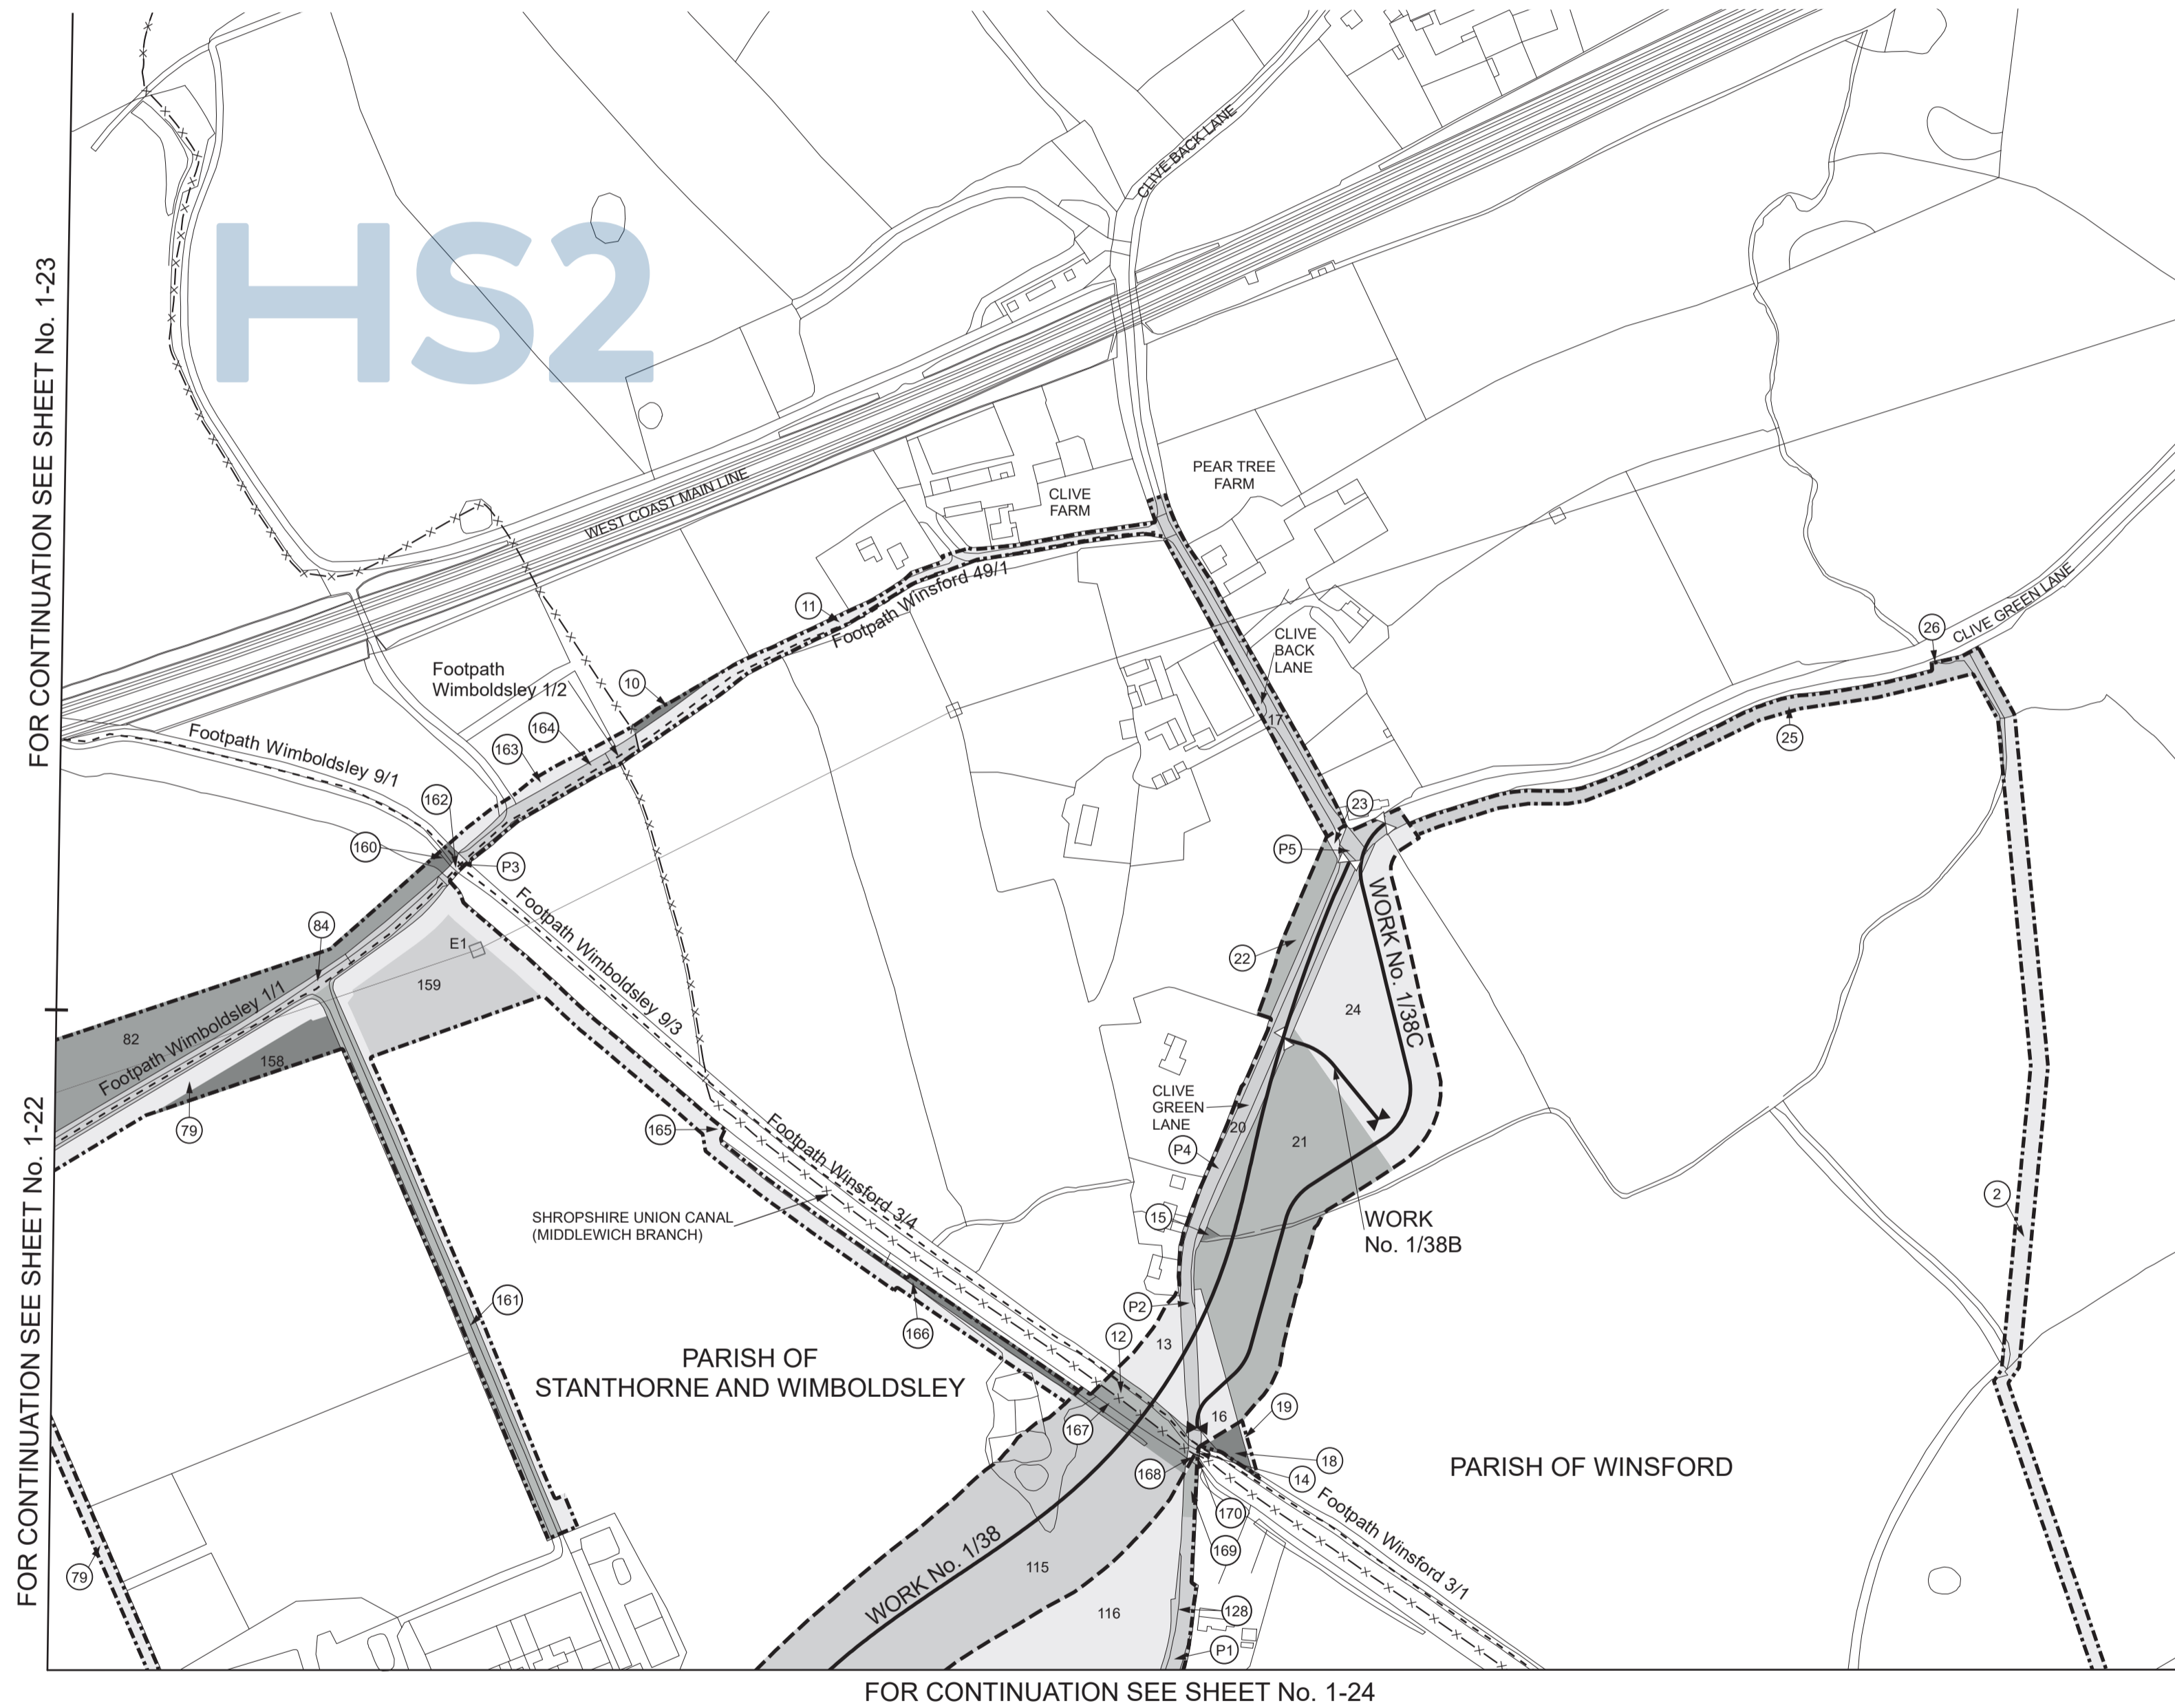 FOR CONTINUATION SEE SHEET No. 1-23
FOR CONTINUATION SEE SHEET No. 1-22
HS2
CLIVE BACK LANE
WEST COAST MAIN LINE
CLIVE
FARM
PEAR TREE
FARM
11
Footpath Winsford 49/1
CLIVE
BACK
LANE
17
26
CLIVE GREEN LANE
25
Footpath
Wimboldsley 1/2
10
164
163
Footpath Wimboldsley 9/1
162
160
P3
23
P5
84
E1
159
Footpath Wimboldsley 9/3
22
WORK No. 1/38C
24
82
Footpath Wimboldsley 1/1
158
79
165
Footpath Winsford 3/4
CLIVE
GREEN
LANE
20
21
P4
2
SHROPSHIRE UNION CANAL
(MIDDLEWICH BRANCH)
15
WORK
No. 1/38B
161
P2
166
12
13
PARISH OF
STANTHORNE AND WIMBOLDSLEY
167
16
19
18
14
168
PARISH OF WINSFORD
170
169
Footpath Winsford 3/1
WORK No. 1/38
115
116
128
P1
79
FOR CONTINUATION SEE SHEET No. 1-24